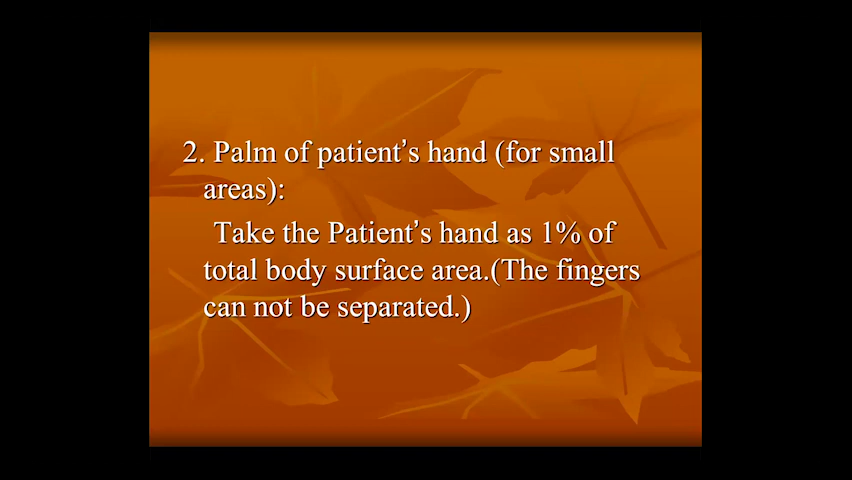 2. Palm of patient’s hand (for small
areas):
Take the Patient’s hand as 1% of
total body surface area.(The fingers
can not be separated.)